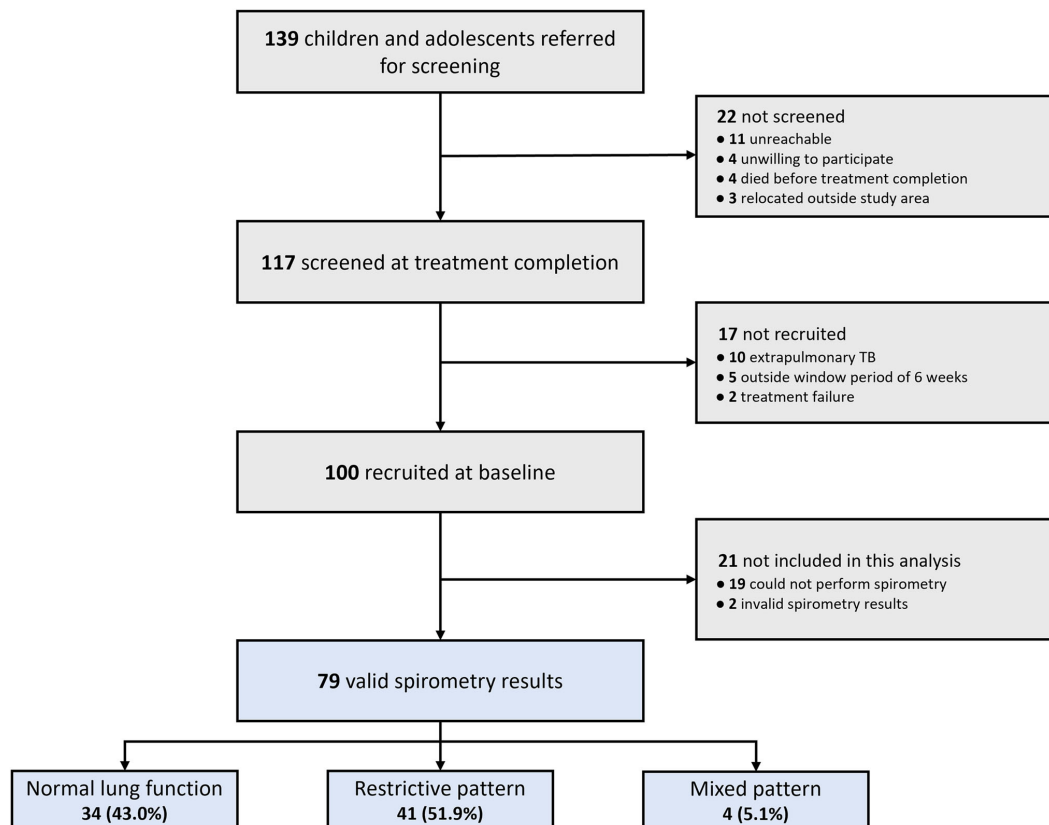 139 children and adolescents referred
for screening
22 not screened
● 11 unreachable
● 4 unwilling to participate
● 4 died before treatment completion
● 3 relocated outside study area
117 screened at treatment completion
17 not recruited
● 10 extrapulmonary TB
● 5 outside window period of 6 weeks
● 2 treatment failure
100 recruited at baseline
21 not included in this analysis
● 19 could not perform spirometry
● 2 invalid spirometry results
79 valid spirometry results
Normal lung function
34 (43.0%)
Restrictive pattern
41 (51.9%)
Mixed pattern
4 (5.1%)